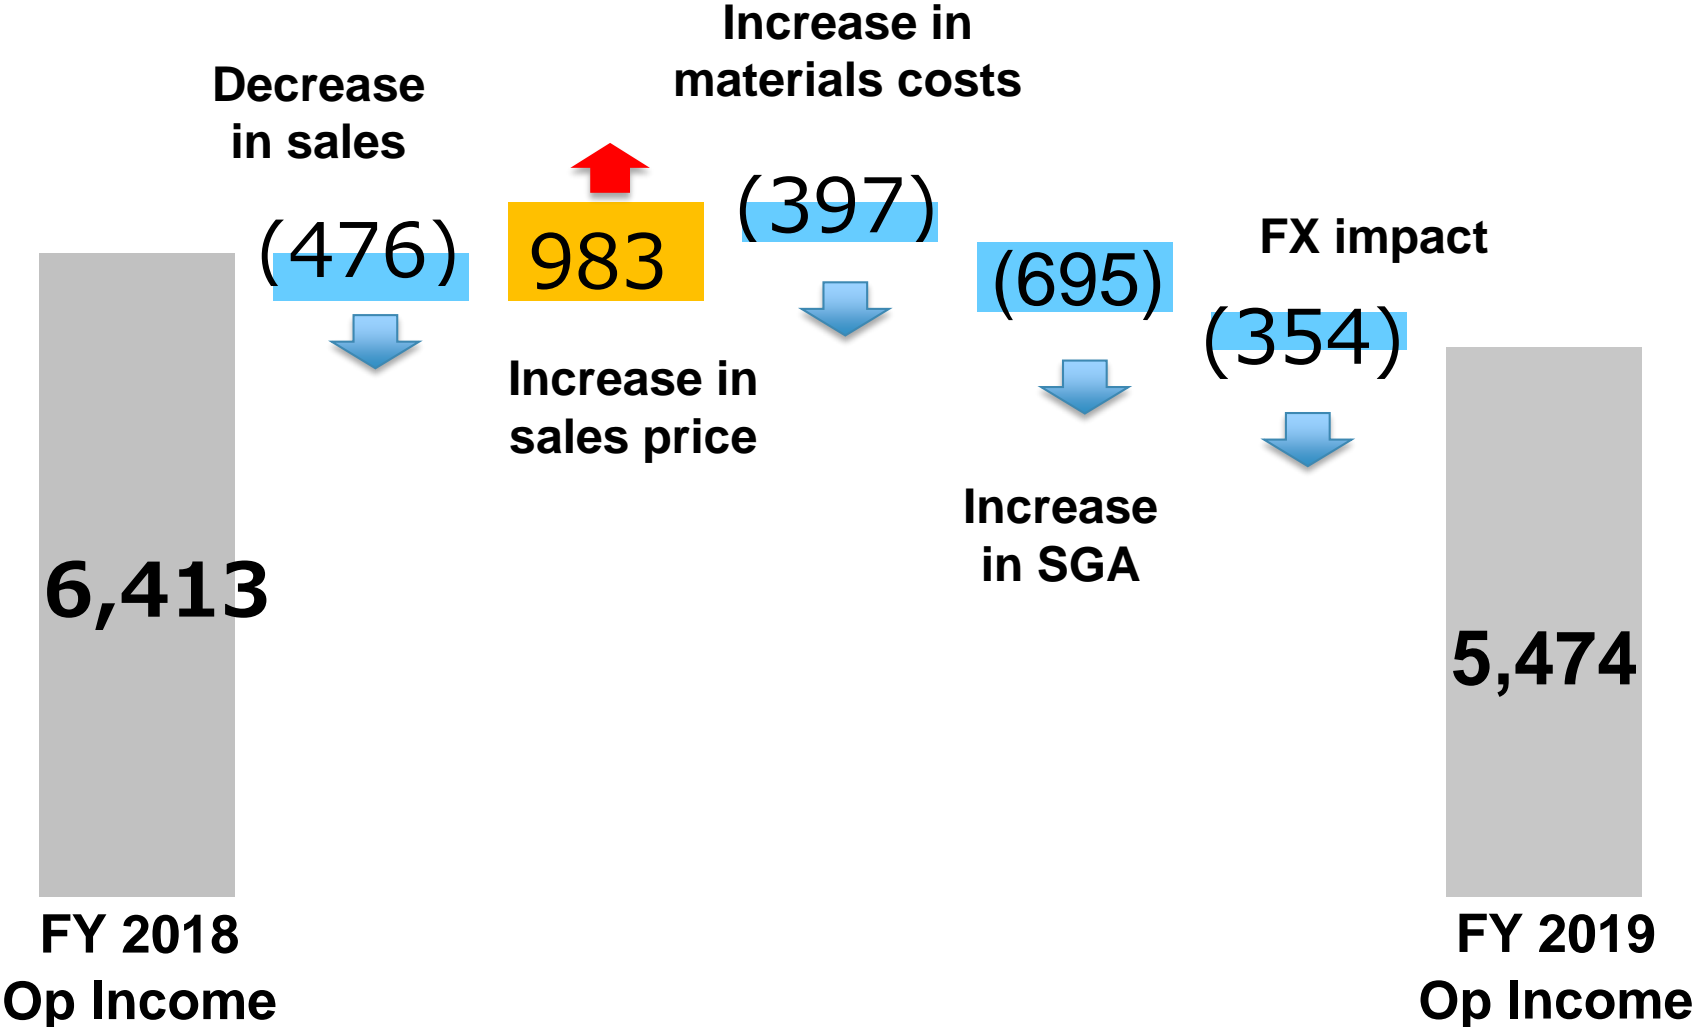 Decrease
in sales
Increase in
materials costs
(476)
983
(397)
(695)
FX impact
(354)
Increase in
sales price
Increase
in SGA
6,413
5,474
FY 2018
Op Income
FY 2019
Op Income